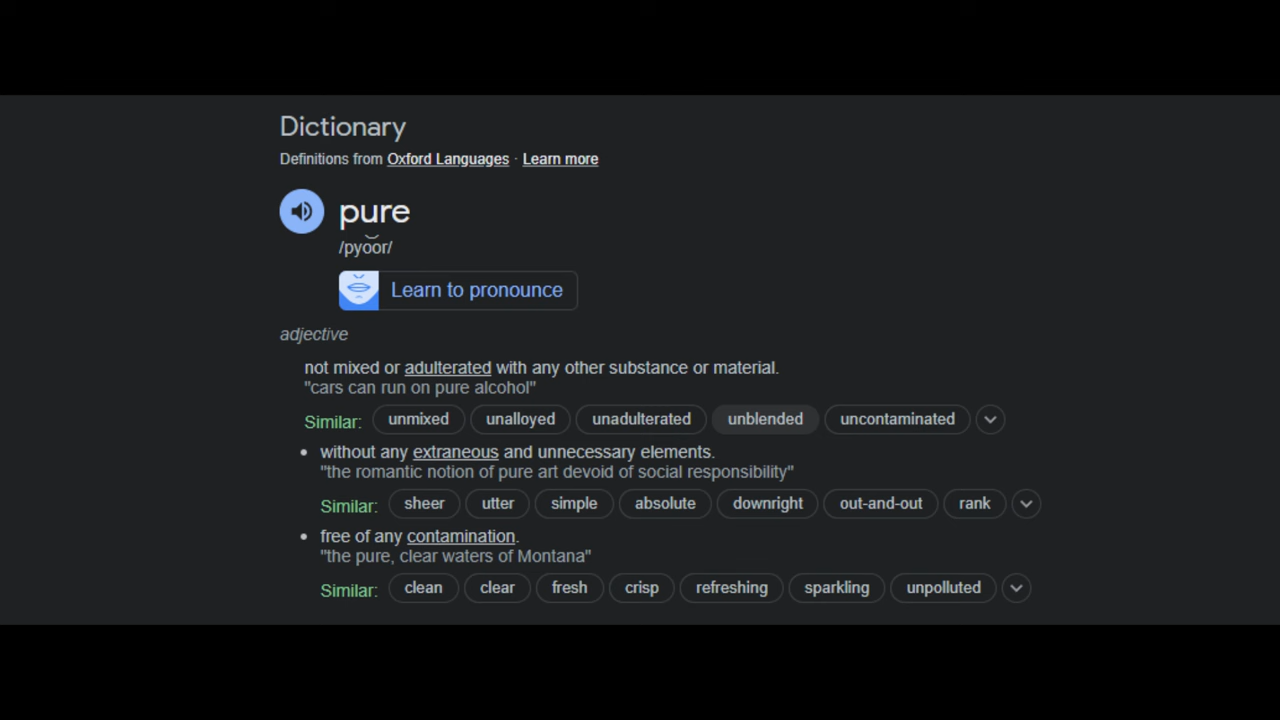 Dictionary
Definitions from Oxford Languages · Learn more
pure
/pyo͝or/
Learn to pronounce
adjective
not mixed or adulterated with any other substance or material.
"cars can run on pure alcohol"
Similar: unmixed unalloyed unadulterated unblended uncontaminated
• without any extraneous and unnecessary elements.
"the romantic notion of pure art devoid of social responsibility"
Similar: sheer utter simple absolute downright out-and-out rank
• free of any contamination.
"the pure, clear waters of Montana"
Similar: clean clear fresh crisp refreshing sparkling unpolluted